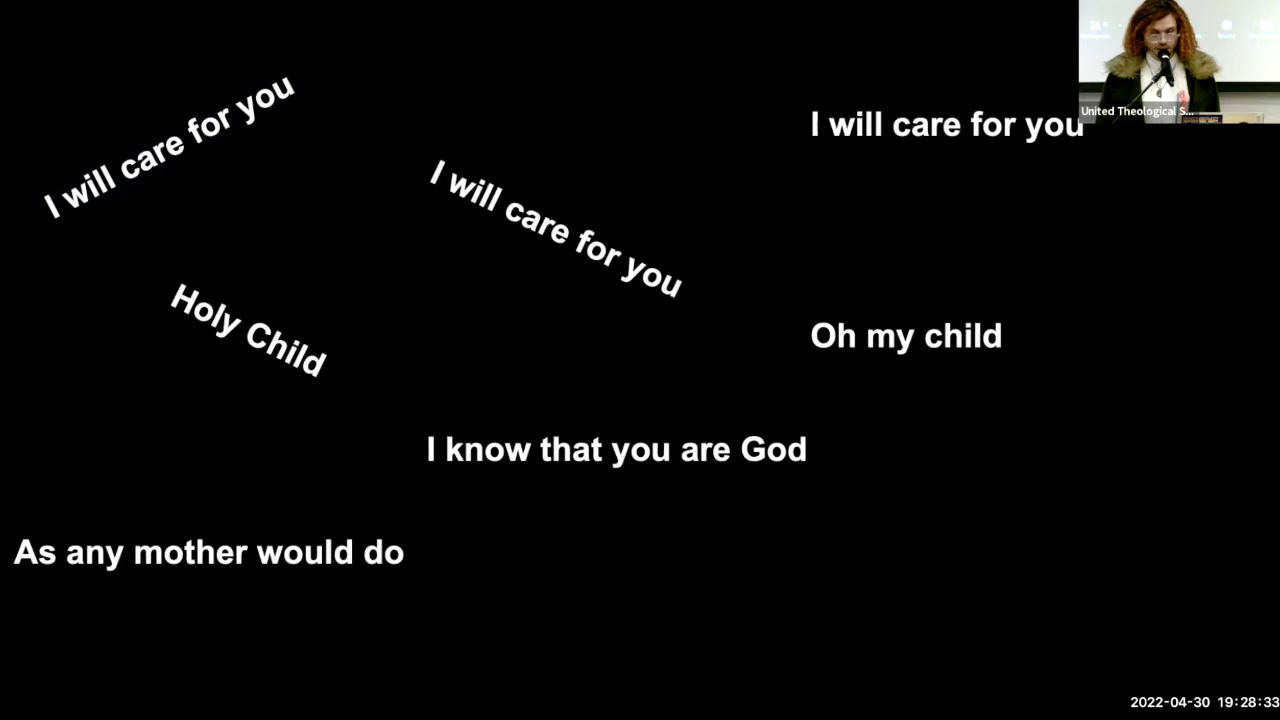 I will care for you
I will care for you
I will care for you
United Theological S...
Holy Child
Oh my child
I know that you are God
As any mother would do
2022-04-30 19:28:33